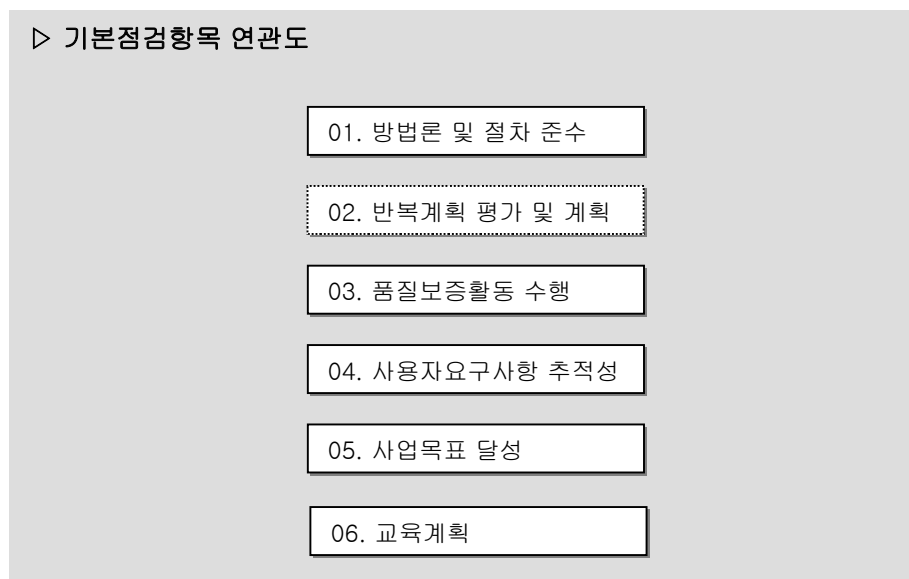 ▷ 기본점검항목 연관도
01. 방법론 및 절차 준수
02. 반복계획 평가 및 계획
03. 품질보증활동 수행
04. 사용자요구사항 추적성
05. 사업목표 달성
06. 교육계획